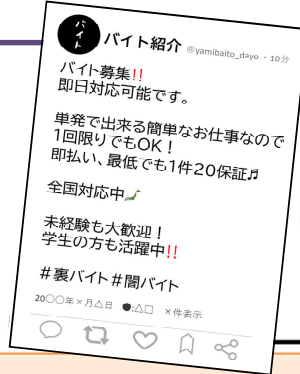 バイト
バイト紹介 @yamibaito_dayo・10分
バイト募集‼
即日対応可能です。
単発で出来る簡単なお仕事なので
1回限りでもOK！
即払い、最低でも1件20保証♬
全国対応中🗾
未経験も大歓迎！
学生の方も活躍中‼
＃裏バイト＃闇バイト
20〇〇年×月△日 ●:△□ ×件表示